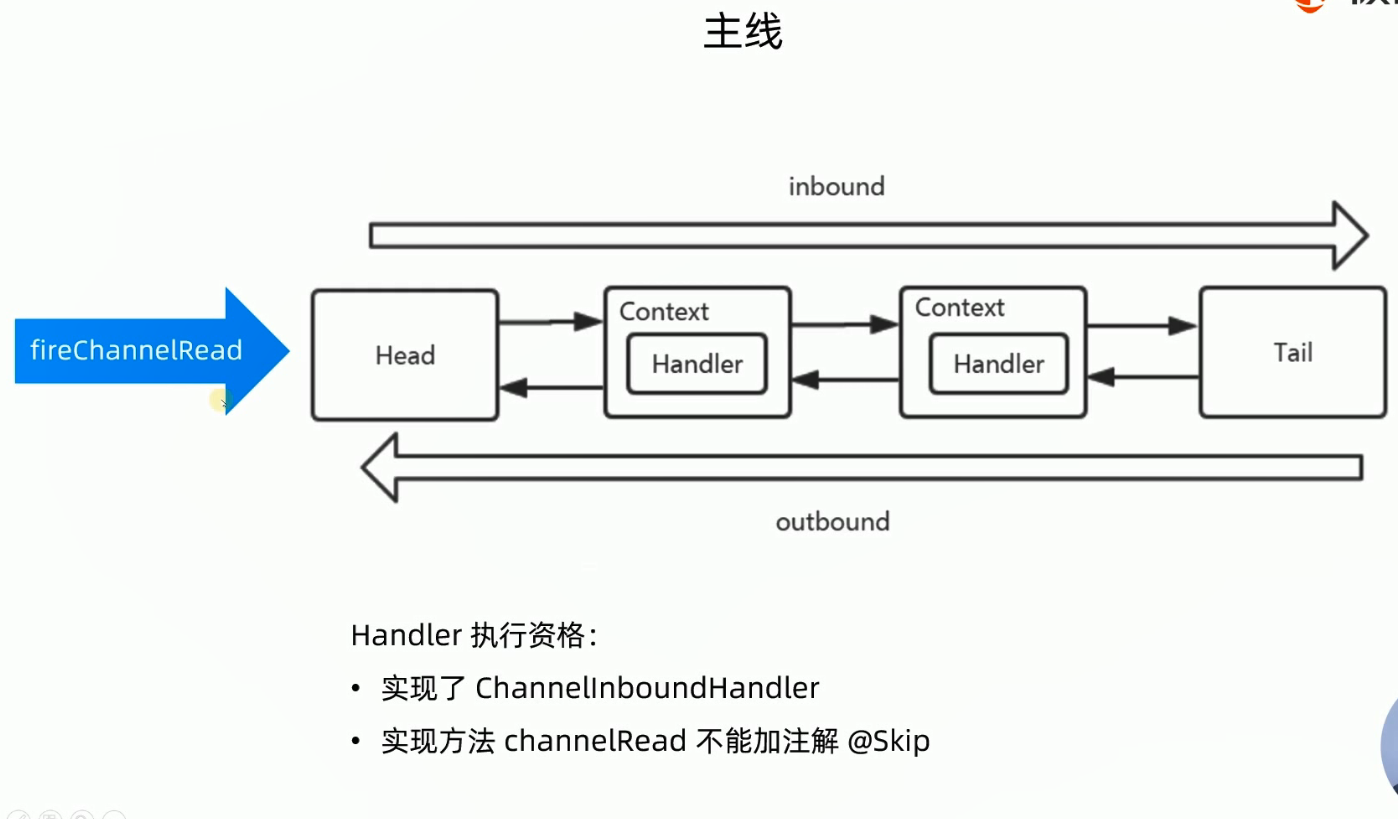 主线
inbound
fireChannelRead
Head
Context
Handler
Context
Handler
Tail
outbound
Handler 执行资格：
• 实现了 ChannelInboundHandler
• 实现方法 channelRead 不能加注解 @Skip